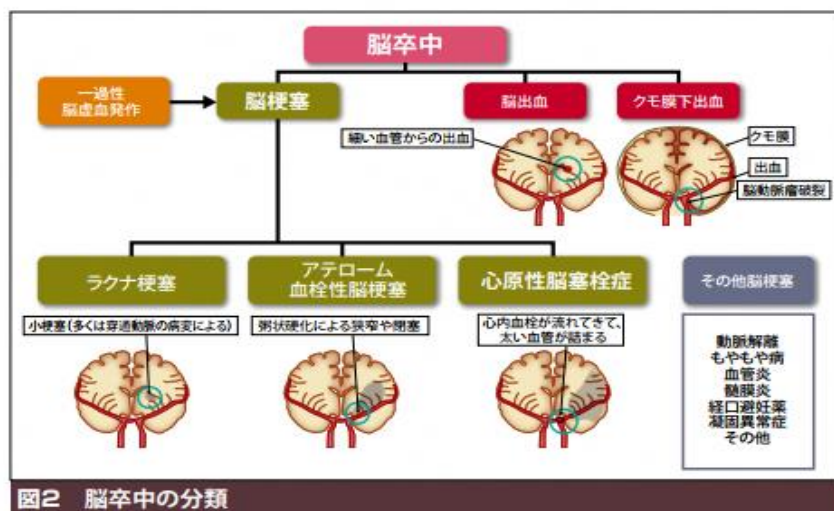 脳卒中
一過性
脳虚血発作
脳梗塞
脳出血
クモ膜下出血
細い血管からの出血
クモ膜
出血
脳動脈瘤破裂
ラクナ梗塞
アテローム
血栓性脳梗塞
心原性脳塞栓症
その他脳梗塞
小梗塞(多くは穿通動脈の病変による)
粥状硬化による狭窄や閉塞
心内血栓が流れてきて、
太い血管が詰まる
動脈解離
もやもや病
血管炎
髄膜炎
経口避妊薬
凝固異常症
その他
図2 脳卒中の分類